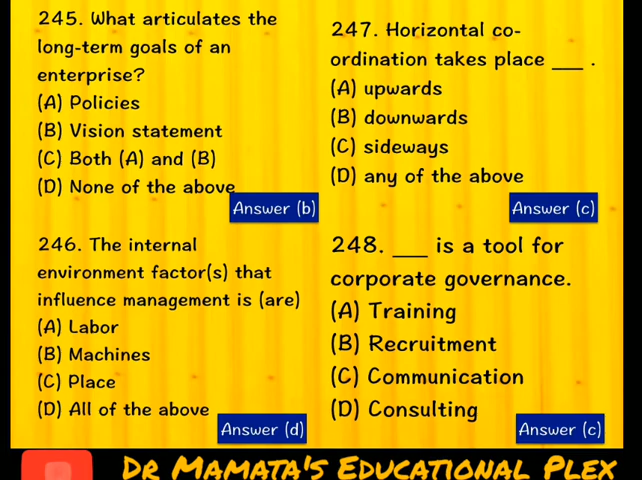 245. What articulates the
long-term goals of an
enterprise?
(A) Policies
(B) Vision statement
(C) Both (A) and (B)
(D) None of the above
Answer (b)
246. The internal
environment factor(s) that
influence management is (are)
(A) Labor
(B) Machines
(C) Place
(D) All of the above
Answer (d)
247. Horizontal co-
ordination takes place ___ .
(A) upwards
(B) downwards
(C) sideways
(D) any of the above
Answer (c)
248. ___ is a tool for
corporate governance.
(A) Training
(B) Recruitment
(C) Communication
(D) Consulting
Answer (c)
DR MAMATA'S EDUCATIONAL PLEX